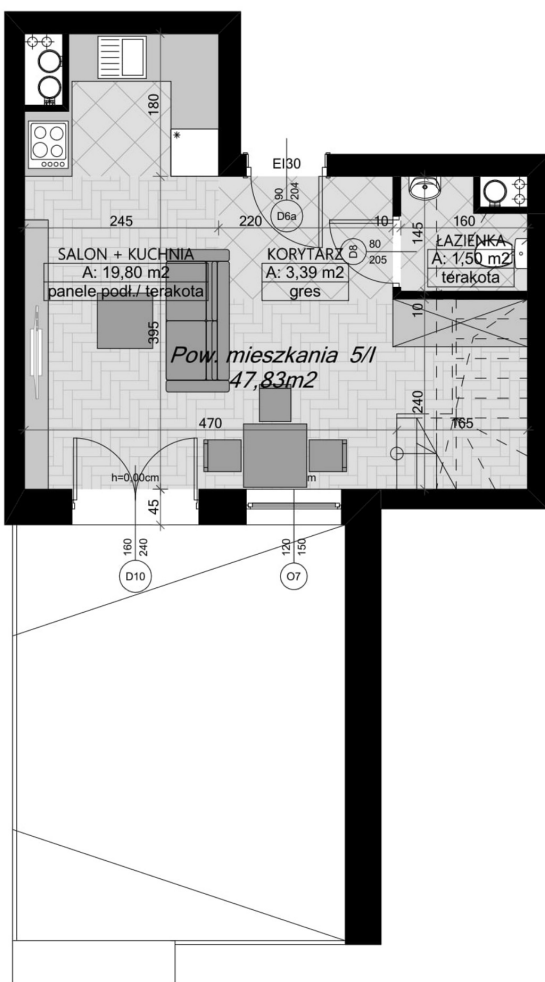 180
EI30
90
204
D6a
245
220
10
160
D8
80
205
145
SALON + KUCHNIA
A: 19,80 m2
panele podł./ terakota
KORYTARZ
A: 3,39 m2
gres
ŁAZIENKA
A: 1,50 m2
terakota
395
10
Pow. mieszkania 5/I
47,83m2
240
470
165
h=0,00cm
m
45
160
240
120
150
D10
O7